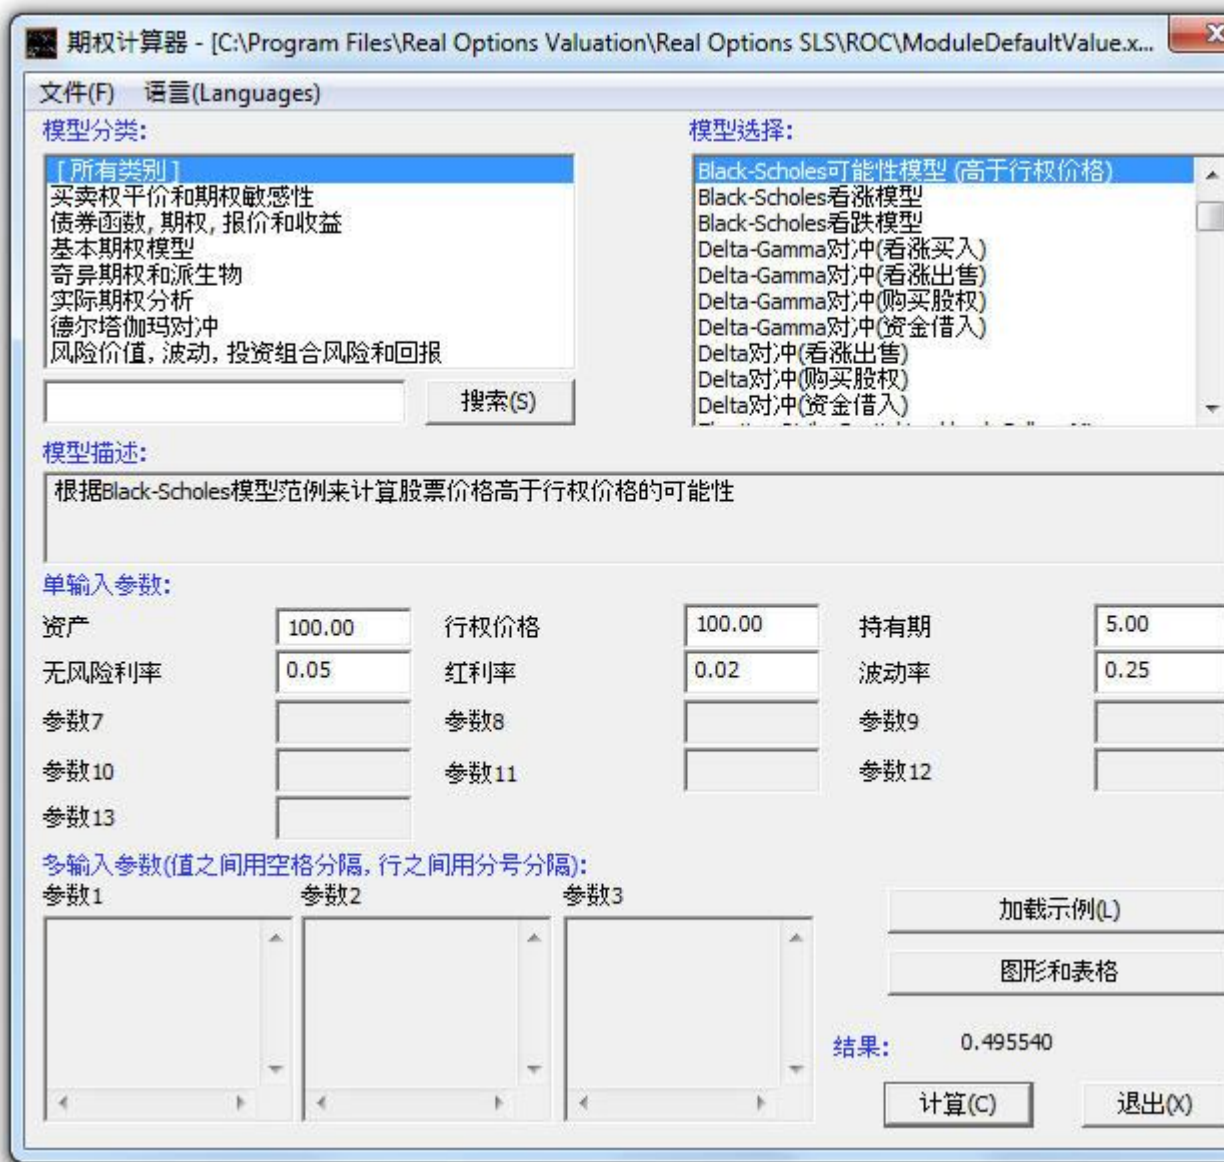 期权计算器 - [C:\Program Files\Real Options Valuation\Real Options SLS\ROC\ModuleDefaultValue.x...
文件(F) 语言(Languages)
模型分类:
[ 所有类别 ]
买卖权平价和期权敏感性
债券函数, 期权, 报价和收益
基本期权模型
奇异期权和派生物
实际期权分析
德尔塔伽玛对冲
风险价值, 波动, 投资组合风险和回报
搜索(S)
模型选择:
Black-Scholes可能性模型 (高于行权价格)
Black-Scholes看涨模型
Black-Scholes看跌模型
Delta-Gamma对冲(看涨买入)
Delta-Gamma对冲(看涨出售)
Delta-Gamma对冲(购买股权)
Delta-Gamma对冲(资金借入)
Delta对冲(看涨出售)
Delta对冲(购买股权)
Delta对冲(资金借入)
模型描述:
根据Black-Scholes模型范例来计算股票价格高于行权价格的可能性
单输入参数:
资产 100.00 行权价格 100.00 持有期 5.00
无风险利率 0.05 红利率 0.02 波动率 0.25
参数7 参数8 参数9
参数10 参数11 参数12
参数13
多输入参数(值之间用空格分隔, 行之间用分号分隔):
参数1 参数2 参数3
加载示例(L)
图形和表格
结果: 0.495540
计算(C) 退出(X)